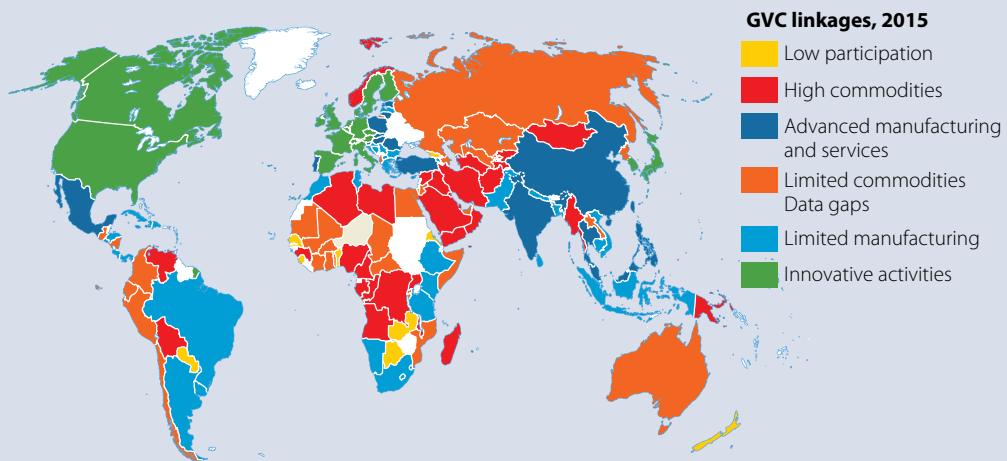 GVC linkages, 2015
Low participation
High commodities
Advanced manufacturing
and services
Limited commodities
Data gaps
Limited manufacturing
Innovative activities